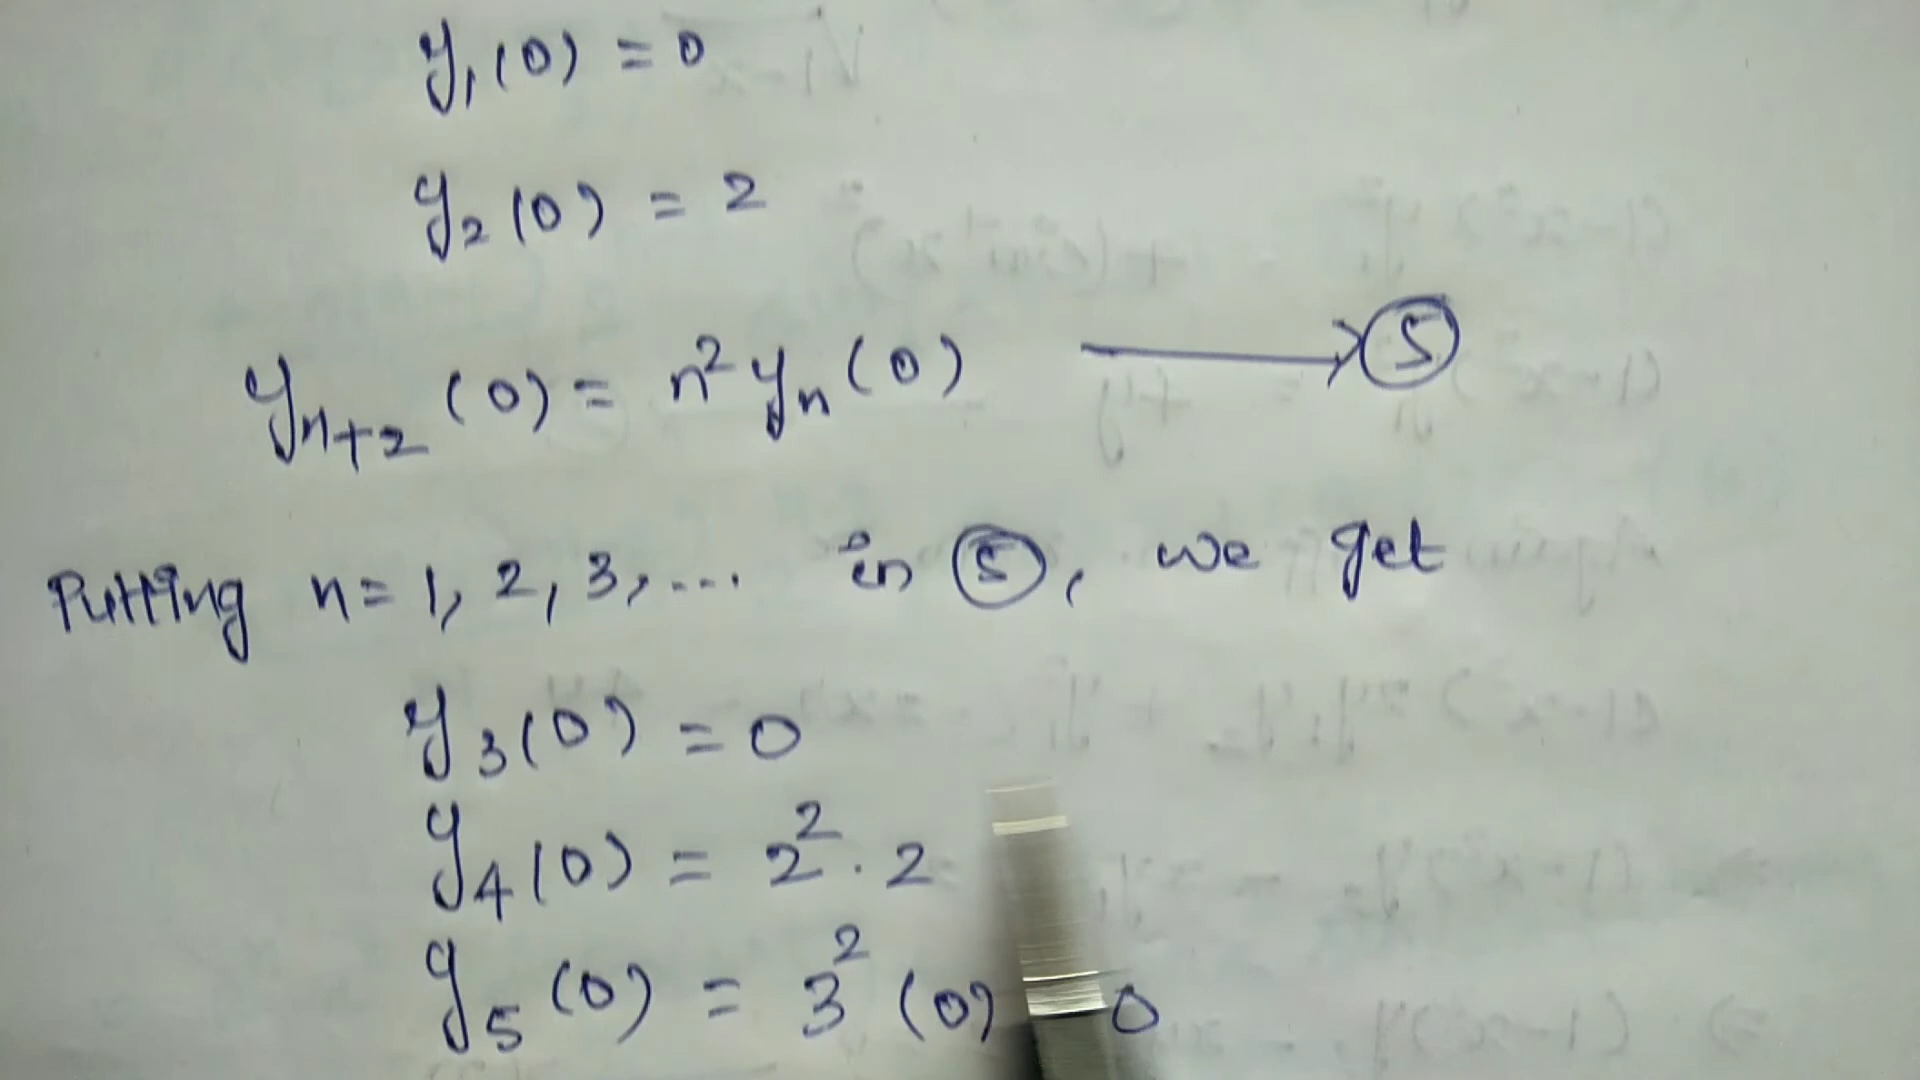 y₁(0) = 0
y₂(0) = 2
yₙ₊₂(0) = n² yₙ(0) ⟶ ⑤
Putting n = 1, 2, 3, ... in ⑤, we get
y₃(0) = 0
y₄(0) = 2² . 2
y₅(0) = 3² (0) 0